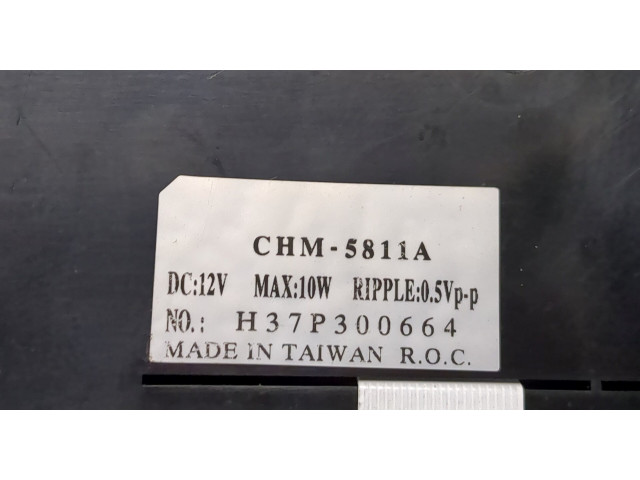 CHM-5811A
DC:12V MAX:10W RIPPLE:0.5Vp-p
NO.: H37P300664
MADE IN TAIWAN R.O.C.